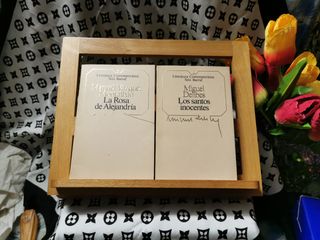 Literatura Contemporánea
Seix Barral
La Rosa
de Alejandría
Literatura Contemporánea
Seix Barral
Miguel
Delibes
Los santos
inocentes